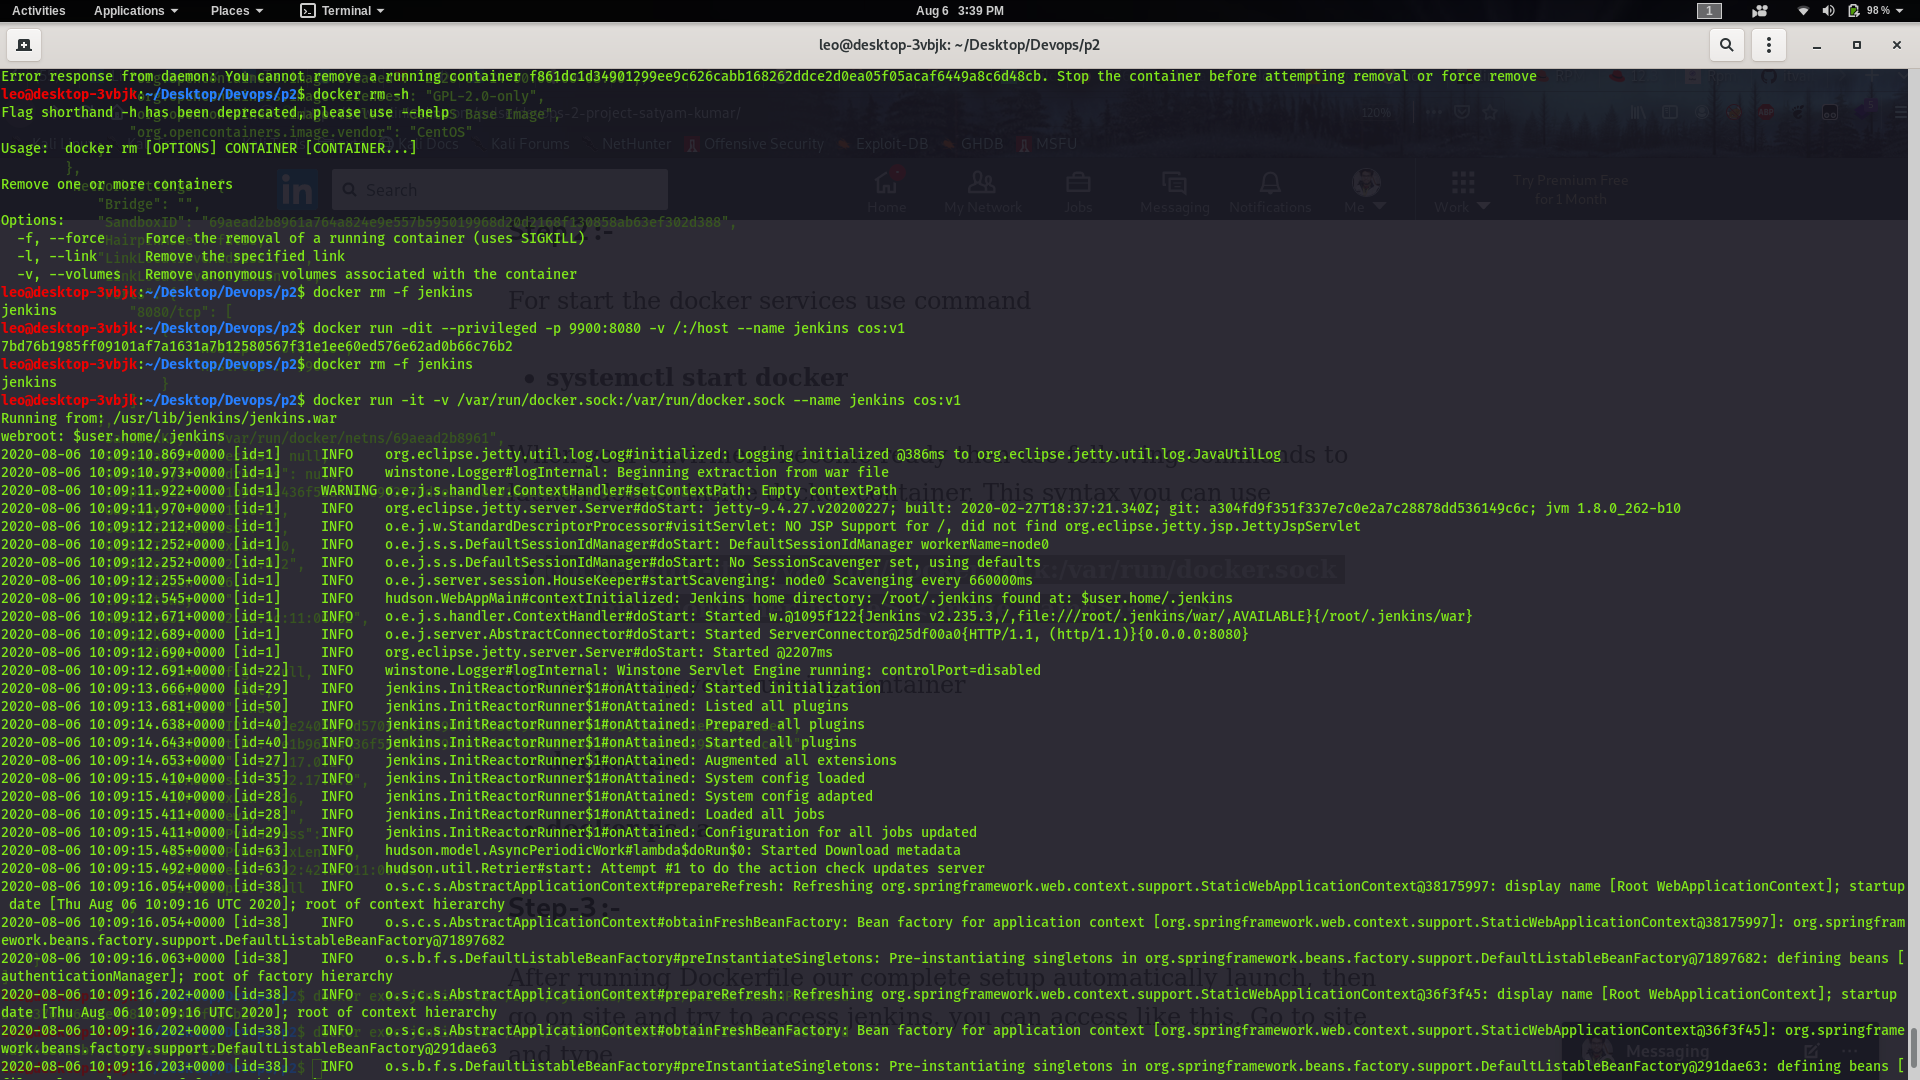 Activities Applications Places Terminal Aug 6 3:39 PM 1 98 %
leo@desktop-3vbjk: ~/Desktop/Devops/p2
Error response from daemon: You cannot remove a running container f861dc1d34901299ee9c626cabb168262ddce2d0ea05f05acaf6449a8c6d48cb. Stop the container before attempting removal or force remove
leo@desktop-3vbjk:~/Desktop/Devops/p2$ docker rm -h
Flag shorthand -h has been deprecated, please use --help
Usage:  docker rm [OPTIONS] CONTAINER [CONTAINER...]
Remove one or more containers
Options:
-f, --force     Force the removal of a running container (uses SIGKILL)
-l, --link      Remove the specified link
-v, --volumes   Remove anonymous volumes associated with the container
leo@desktop-3vbjk:~/Desktop/Devops/p2$ docker rm -f jenkins
jenkins
leo@desktop-3vbjk:~/Desktop/Devops/p2$ docker run -dit --privileged -p 9900:8080 -v /:/host --name jenkins cos:v1
7bd76b1985ff09101af7a1631a7b12580567f31e1ee60ed576e62ad0b66c76b2
leo@desktop-3vbjk:~/Desktop/Devops/p2$ docker rm -f jenkins
jenkins
leo@desktop-3vbjk:~/Desktop/Devops/p2$ docker run -it -v /var/run/docker.sock:/var/run/docker.sock --name jenkins cos:v1
Running from: /usr/lib/jenkins/jenkins.war
webroot: $user.home/.jenkins
2020-08-06 10:09:10.869+0000 [id=1]     INFO    org.eclipse.jetty.util.log.Log#initialized: Logging initialized @386ms to org.eclipse.jetty.util.log.JavaUtilLog
2020-08-06 10:09:10.973+0000 [id=1]     INFO    winstone.Logger#logInternal: Beginning extraction from war file
2020-08-06 10:09:11.922+0000 [id=1]     WARNING o.e.j.s.handler.ContextHandler#setContextPath: Empty contextPath
2020-08-06 10:09:11.970+0000 [id=1]     INFO    org.eclipse.jetty.server.Server#doStart: jetty-9.4.27.v20200227; built: 2020-02-27T18:37:21.340Z; git: a304fd9f351f337e7c0e2a7c28878dd536149c6c; jvm 1.8.0_262-b10
2020-08-06 10:09:12.212+0000 [id=1]     INFO    o.e.j.w.StandardDescriptorProcessor#visitServlet: NO JSP Support for /, did not find org.eclipse.jetty.jsp.JettyJspServlet
2020-08-06 10:09:12.252+0000 [id=1]     INFO    o.e.j.s.s.DefaultSessionIdManager#doStart: DefaultSessionIdManager workerName=node0
2020-08-06 10:09:12.252+0000 [id=1]     INFO    o.e.j.s.s.DefaultSessionIdManager#doStart: No SessionScavenger set, using defaults
2020-08-06 10:09:12.255+0000 [id=1]     INFO    o.e.j.server.session.HouseKeeper#startScavenging: node0 Scavenging every 660000ms
2020-08-06 10:09:12.545+0000 [id=1]     INFO    hudson.WebAppMain#contextInitialized: Jenkins home directory: /root/.jenkins found at: $user.home/.jenkins
2020-08-06 10:09:12.671+0000 [id=1]     INFO    o.e.j.s.handler.ContextHandler#doStart: Started w.@1095f122{Jenkins v2.235.3,/,file:///root/.jenkins/war/,AVAILABLE}{/root/.jenkins/war}
2020-08-06 10:09:12.689+0000 [id=1]     INFO    o.e.j.server.AbstractConnector#doStart: Started ServerConnector@25df00a0{HTTP/1.1, (http/1.1)}{0.0.0.0:8080}
2020-08-06 10:09:12.690+0000 [id=1]     INFO    org.eclipse.jetty.server.Server#doStart: Started @2207ms
2020-08-06 10:09:12.691+0000 [id=22]    INFO    winstone.Logger#logInternal: Winstone Servlet Engine running: controlPort=disabled
2020-08-06 10:09:13.666+0000 [id=29]    INFO    jenkins.InitReactorRunner$1#onAttained: Started initialization
2020-08-06 10:09:13.681+0000 [id=50]    INFO    jenkins.InitReactorRunner$1#onAttained: Listed all plugins
2020-08-06 10:09:14.638+0000 [id=40]    INFO    jenkins.InitReactorRunner$1#onAttained: Prepared all plugins
2020-08-06 10:09:14.643+0000 [id=40]    INFO    jenkins.InitReactorRunner$1#onAttained: Started all plugins
2020-08-06 10:09:14.653+0000 [id=27]    INFO    jenkins.InitReactorRunner$1#onAttained: Augmented all extensions
2020-08-06 10:09:15.410+0000 [id=35]    INFO    jenkins.InitReactorRunner$1#onAttained: System config loaded
2020-08-06 10:09:15.410+0000 [id=28]    INFO    jenkins.InitReactorRunner$1#onAttained: System config adapted
2020-08-06 10:09:15.411+0000 [id=28]    INFO    jenkins.InitReactorRunner$1#onAttained: Loaded all jobs
2020-08-06 10:09:15.411+0000 [id=29]    INFO    jenkins.InitReactorRunner$1#onAttained: Configuration for all jobs updated
2020-08-06 10:09:15.485+0000 [id=63]    INFO    hudson.model.AsyncPeriodicWork#lambda$doRun$0: Started Download metadata
2020-08-06 10:09:15.492+0000 [id=63]    INFO    hudson.util.Retrier#start: Attempt #1 to do the action check updates server
2020-08-06 10:09:16.054+0000 [id=38]    INFO    o.s.c.s.AbstractApplicationContext#prepareRefresh: Refreshing org.springframework.web.context.support.StaticWebApplicationContext@38175997: display name [Root WebApplicationContext]; startup
date [Thu Aug 06 10:09:16 UTC 2020]; root of context hierarchy
2020-08-06 10:09:16.054+0000 [id=38]    INFO    o.s.c.s.AbstractApplicationContext#obtainFreshBeanFactory: Bean factory for application context [org.springframework.web.context.support.StaticWebApplicationContext@38175997]: org.springfram
ework.beans.factory.support.DefaultListableBeanFactory@71897682
2020-08-06 10:09:16.063+0000 [id=38]    INFO    o.s.b.f.s.DefaultListableBeanFactory#preInstantiateSingletons: Pre-instantiating singletons in org.springframework.beans.factory.support.DefaultListableBeanFactory@71897682: defining beans [
authenticationManager]; root of factory hierarchy
2020-08-06 10:09:16.202+0000 [id=38]    INFO    o.s.c.s.AbstractApplicationContext#prepareRefresh: Refreshing org.springframework.web.context.support.StaticWebApplicationContext@36f3f45: display name [Root WebApplicationContext]; startup
date [Thu Aug 06 10:09:16 UTC 2020]; root of context hierarchy
2020-08-06 10:09:16.202+0000 [id=38]    INFO    o.s.c.s.AbstractApplicationContext#obtainFreshBeanFactory: Bean factory for application context [org.springframework.web.context.support.StaticWebApplicationContext@36f3f45]: org.springframe
work.beans.factory.support.DefaultListableBeanFactory@291dae63
2020-08-06 10:09:16.203+0000 [id=38]    INFO    o.s.b.f.s.DefaultListableBeanFactory#preInstantiateSingletons: Pre-instantiating singletons in org.springframework.beans.factory.support.DefaultListableBeanFactory@291dae63: defining beans [